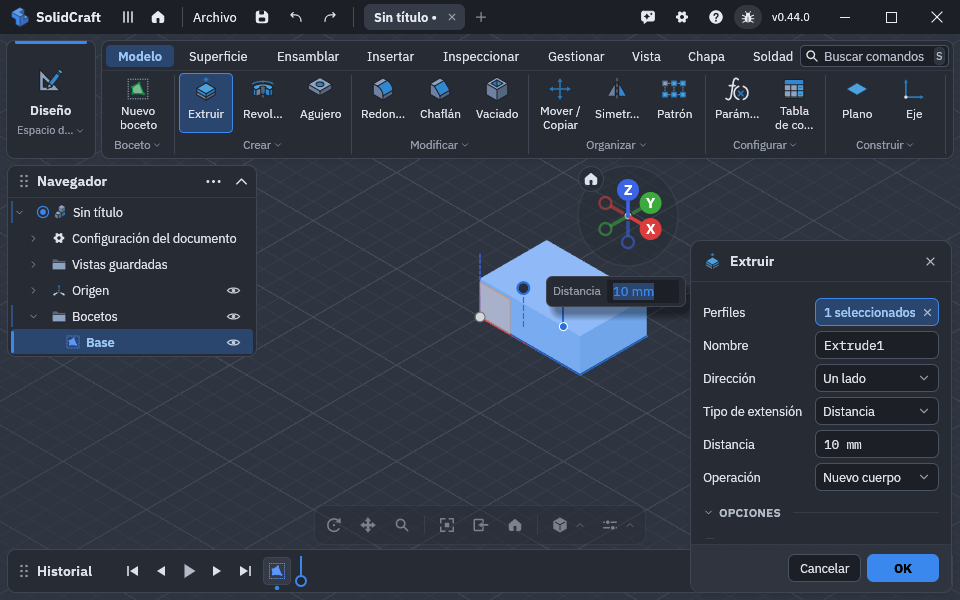 SolidCraft
Archivo
Sin título •
v0.44.0
Diseño
Espacio d...
Modelo
Superficie
Ensamblar
Insertar
Inspeccionar
Gestionar
Vista
Chapa
Soldad
Buscar comandos
S
Nuevo
boceto
Extruir
Revol...
Agujero
Redon...
Chaflán
Vaciado
Mover /
Copiar
Simetr...
Patrón
Parám...
Tabla
de co...
Plano
Eje
Boceto
Crear
Modificar
Organizar
Configurar
Construir
Navegador
Sin título
Configuración del documento
Vistas guardadas
Origen
Bocetos
Base
Z
Y
X
Distancia
10 mm
Extruir
Perfiles
1 seleccionados
Nombre
Extrude1
Dirección
Un lado
Tipo de extensión
Distancia
Distancia
10 mm
Operación
Nuevo cuerpo
OPCIONES
Cancelar
OK
Historial